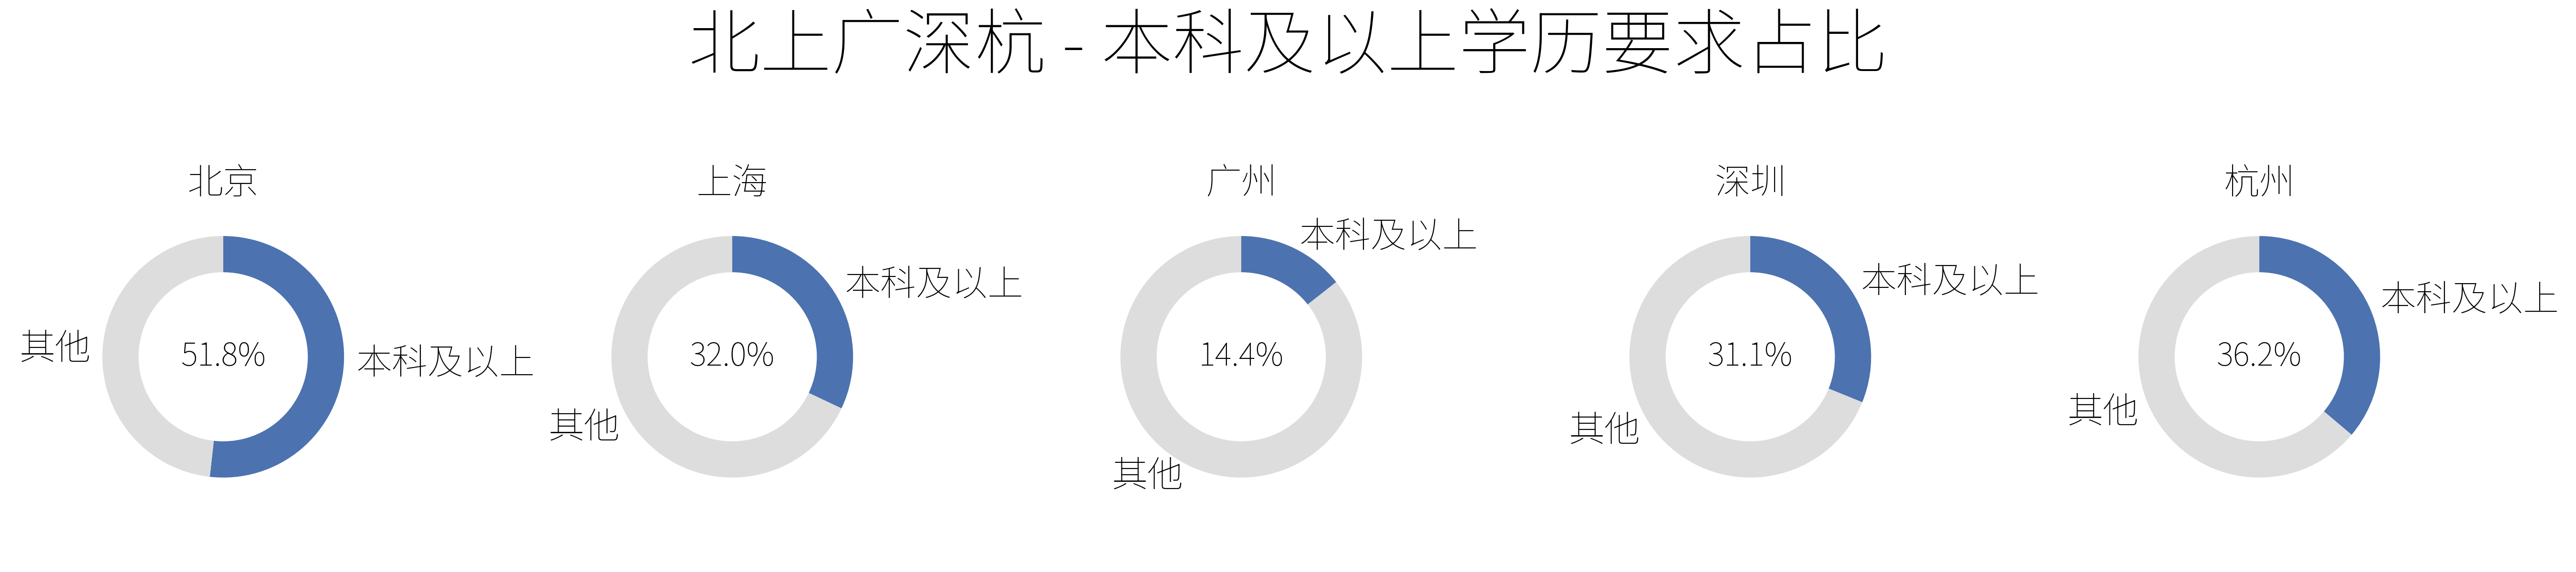 北上广深杭 - 本科及以上学历要求占比
北京
其他
51.8%
本科及以上
上海
本科及以上
32.0%
其他
广州
本科及以上
14.4%
其他
深圳
本科及以上
31.1%
其他
杭州
本科及以上
36.2%
其他